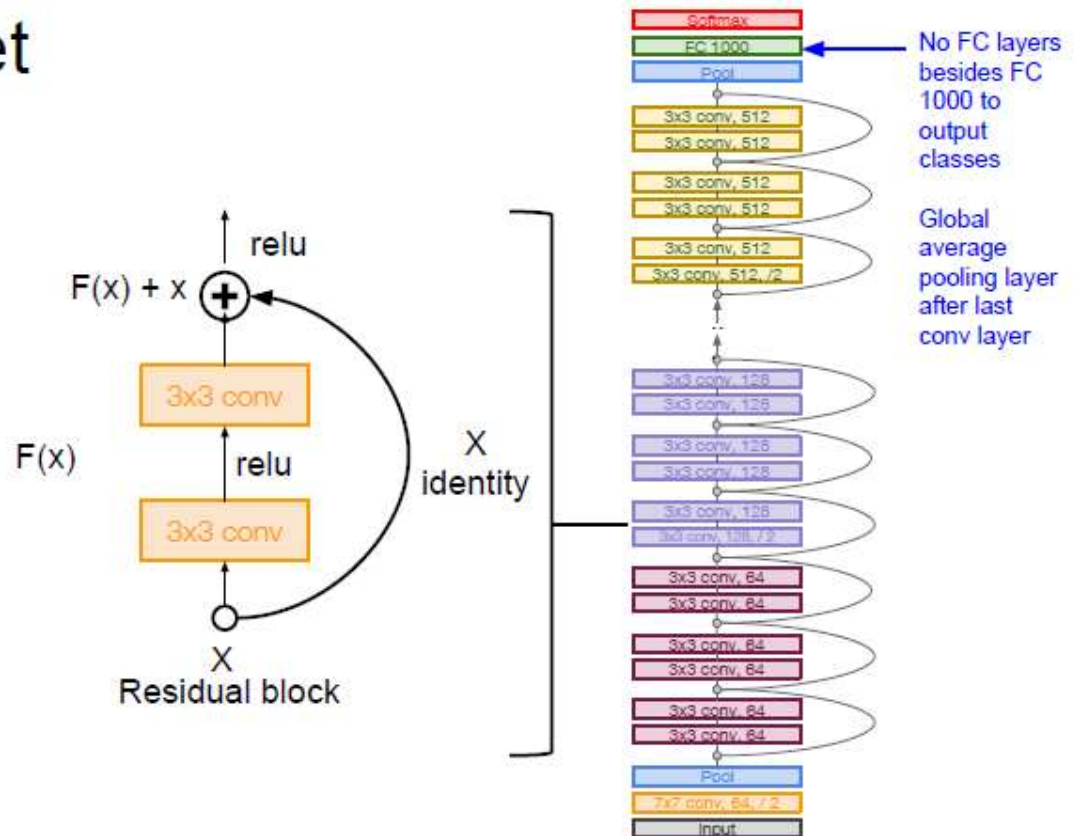 et
F(x) + x
relu
3x3 conv
F(x)
relu
3x3 conv
X
Residual block
X
identity
Softmax
FC 1000
Pool
3x3 conv, 512
3x3 conv, 512
3x3 conv, 512
3x3 conv, 512
3x3 conv, 512
3x3 conv, 512, /2
..
3x3 conv, 128
3x3 conv, 128
3x3 conv, 128
3x3 conv, 128
3x3 conv, 128
3x3 conv, 128, / 2
3x3 conv, 64
3x3 conv, 64
3x3 conv, 64
3x3 conv, 64
3x3 conv, 64
3x3 conv, 64
Pool
7x7 conv, 64, / 2
Input
No FC layers
besides FC
1000 to
output
classes
Global
average
pooling layer
after last
conv layer